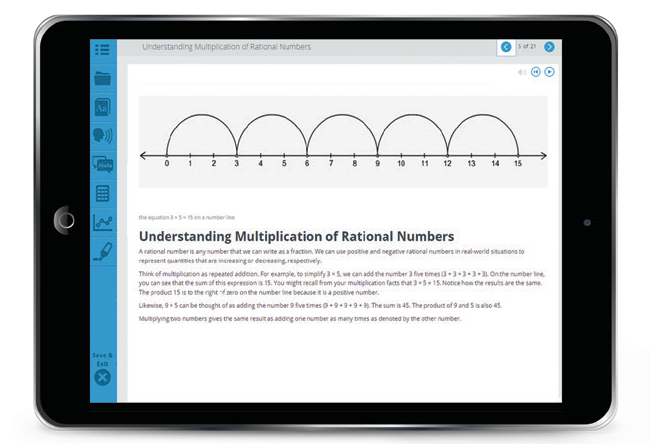 Understanding Multiplication of Rational Numbers
5 of 21
Aa
Hello
0 1 2 3 4 5 6 7 8 9 10 11 12 13 14 15
the equation 3 × 5 = 15 on a number line
Understanding Multiplication of Rational Numbers
A rational number is any number that we can write as a fraction. We can use positive and negative rational numbers in real-world situations to
represent quantities that are increasing or decreasing, respectively.
Think of multiplication as repeated addition. For example, to simplify 3 × 5, we can add the number 3 five times (3 + 3 + 3 + 3 + 3). On the number line,
you can see that the sum of this expression is 15. You might recall from your multiplication facts that 3 × 5 = 15. Notice how the results are the same.
The product 15 is to the right of zero on the number line because it is a positive number.
Likewise, 9 × 5 can be thought of as adding the number 9 five times (9 + 9 + 9 + 9 + 9). The sum is 45. The product of 9 and 5 is also 45.
Multiplying two numbers gives the same result as adding one number as many times as denoted by the other number.
Save &
Exit